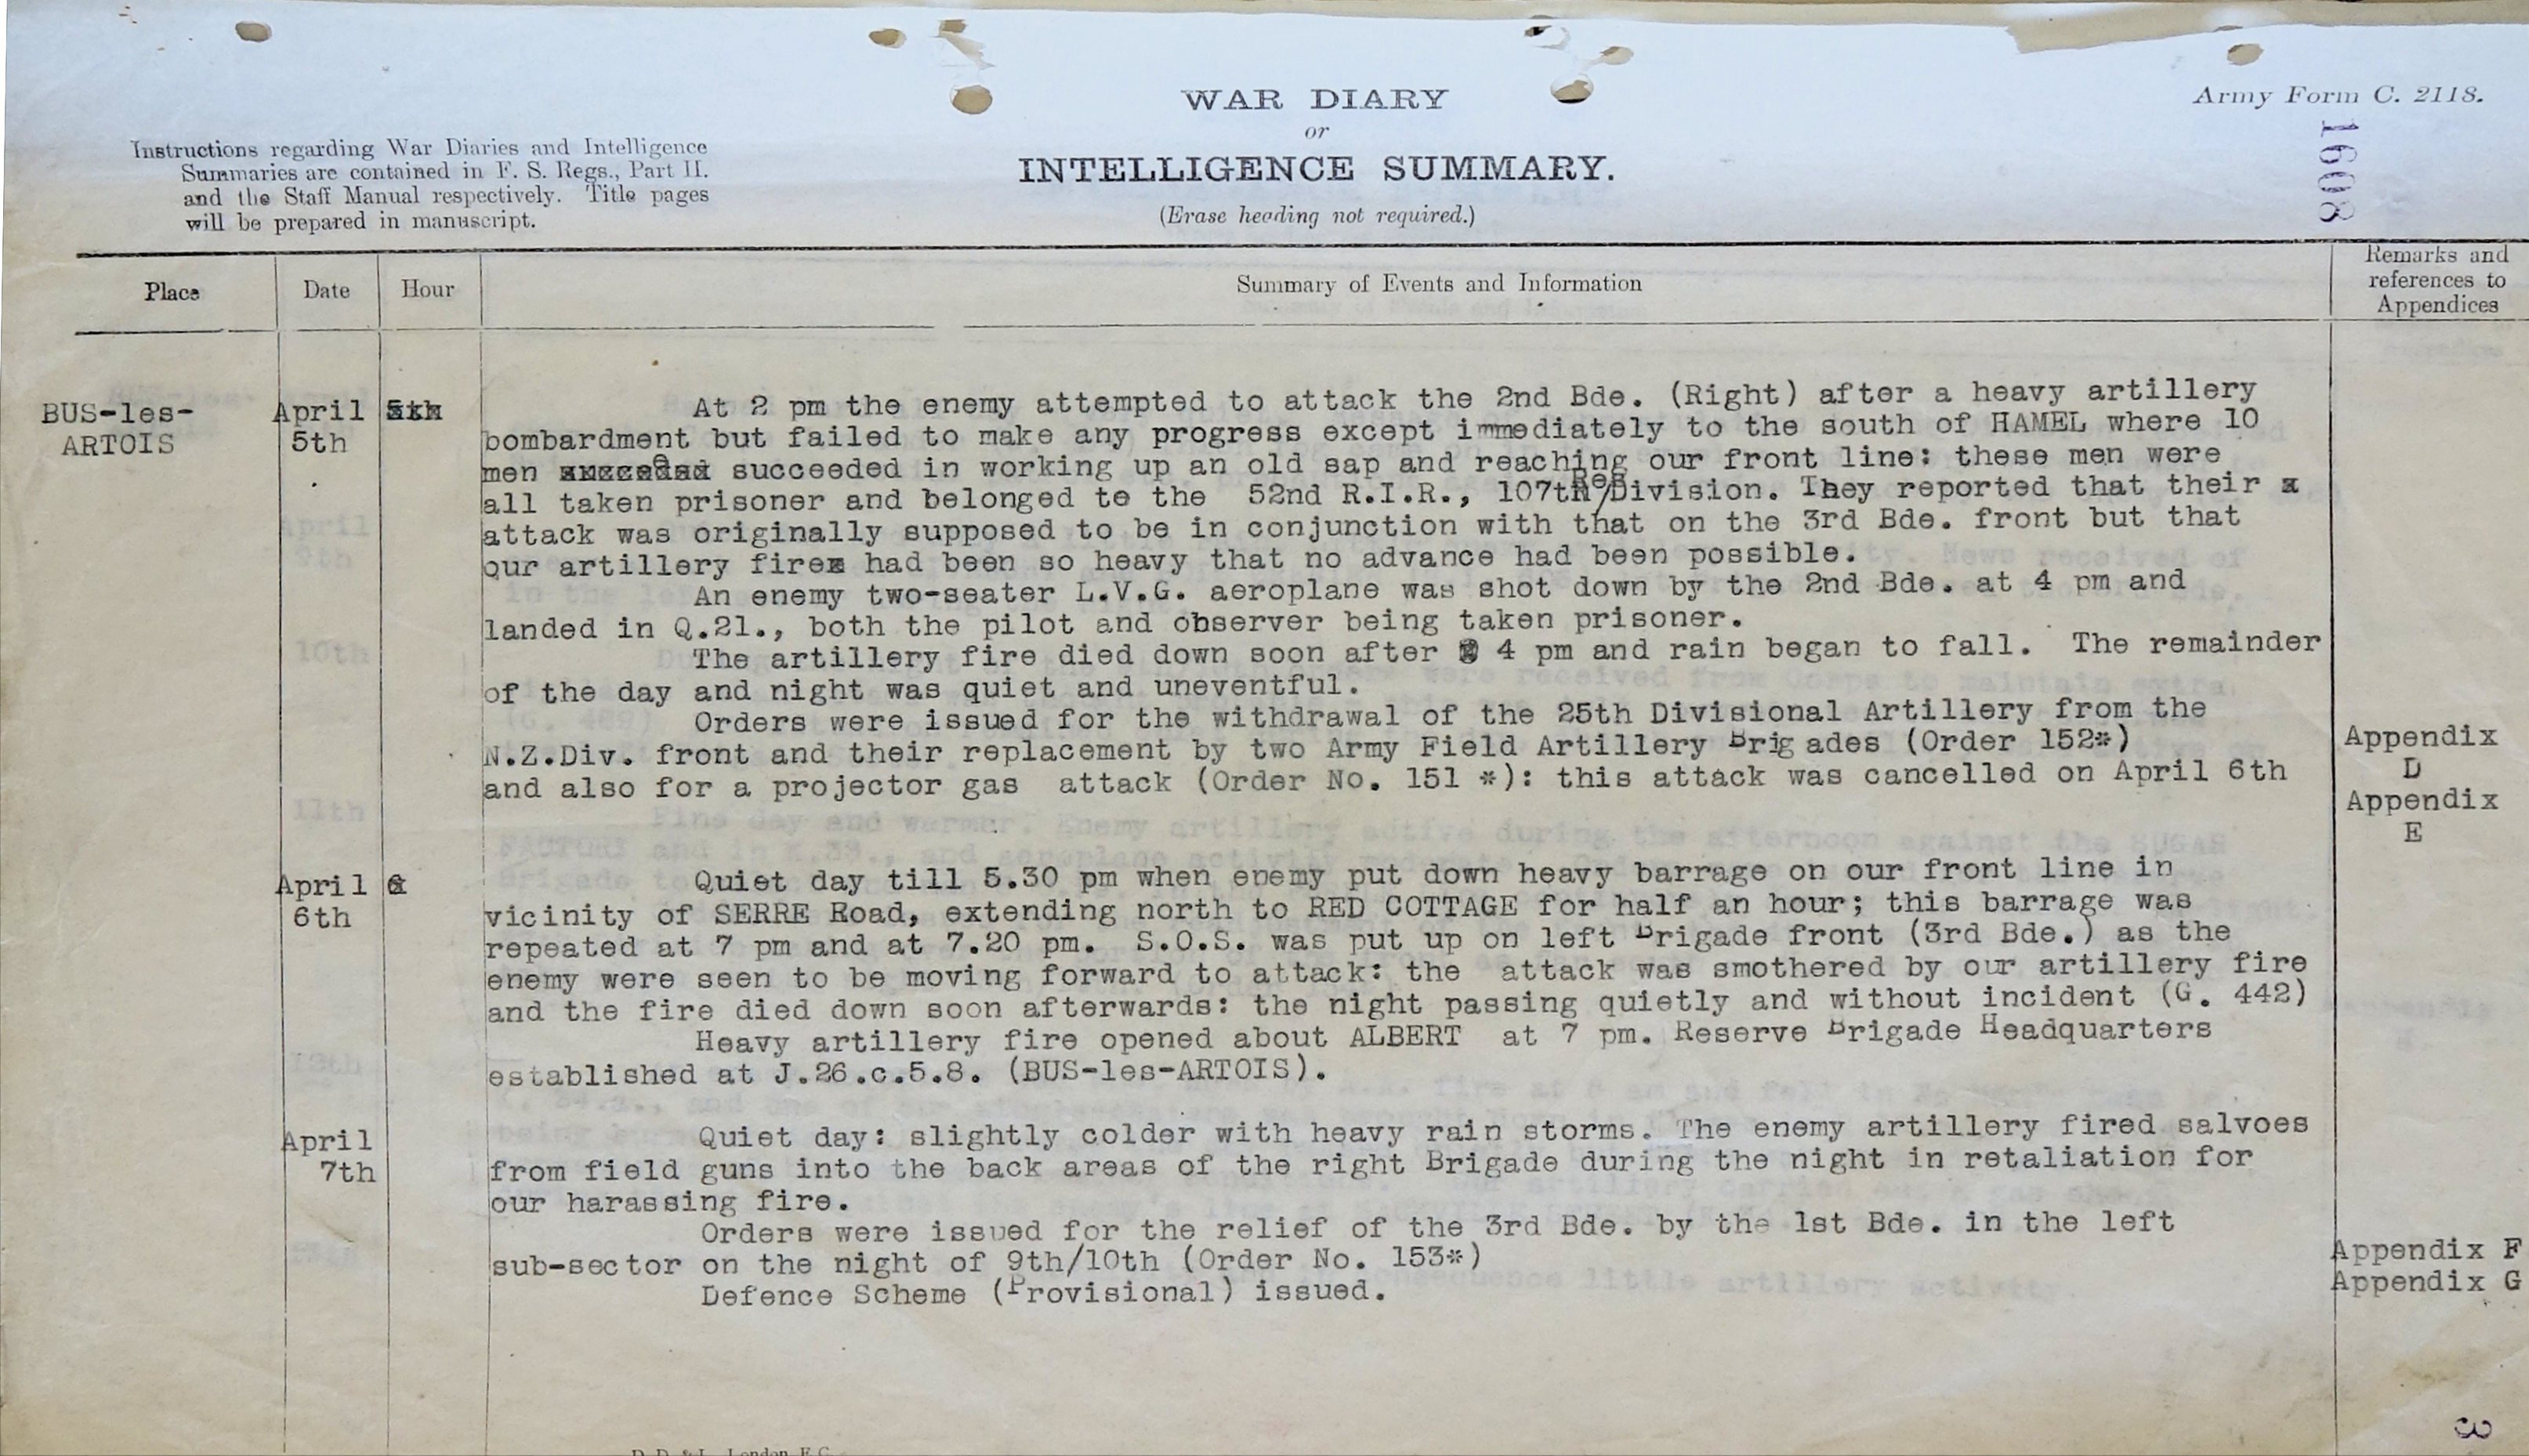 WAR DIARY
or
INTELLIGENCE SUMMARY.
(Erase heading not required.)
Army Form C. 2118.
1608
Instructions regarding War Diaries and Intelligence
Summaries are contained in F. S. Regs., Part II.
and the Staff Manual respectively. Title pages
will be prepared in manuscript.
Place Date Hour Summary of Events and Information
Remarks and
references to
Appendices
BUS-les-
ARTOIS
April
5th
At 2 pm the enemy attempted to attack the 2nd Bde. (Right) after a heavy artillery
bombardment but failed to make any progress except immediately to the south of HAMEL where 10
men succeeded in working up an old sap and reaching our front line: these men were
all taken prisoner and belonged to the 52nd R.I.R., 107th/Res Division. They reported that their
attack was originally supposed to be in conjunction with that on the 3rd Bde. front but that
our artillery fire had been so heavy that no advance had been possible.
An enemy two-seater L.V.G. aeroplane was shot down by the 2nd Bde. at 4 pm and
landed in Q.21., both the pilot and observer being taken prisoner.
The artillery fire died down soon after 4 pm and rain began to fall. The remainder
of the day and night was quiet and uneventful.
Orders were issued for the withdrawal of the 25th Divisional Artillery from the
N.Z.Div. front and their replacement by two Army Field Artillery Brig ades (Order 152*)
and also for a projector gas attack (Order No. 151 *): this attack was cancelled on April 6th
Appendix
D
Appendix
E
April
6th
Quiet day till 5.30 pm when enemy put down heavy barrage on our front line in
vicinity of SERRE Road, extending north to RED COTTAGE for half an hour; this barrage was
repeated at 7 pm and at 7.20 pm. S.O.S. was put up on left Brigade front (3rd Bde.) as the
enemy were seen to be moving forward to attack: the attack was smothered by our artillery fire
and the fire died down soon afterwards: the night passing quietly and without incident (G. 442)
Heavy artillery fire opened about ALBERT at 7 pm. Reserve Brigade Headquarters
established at J.26.c.5.8. (BUS-les-ARTOIS).
April
7th
Quiet day: slightly colder with heavy rain storms. The enemy artillery fired salvoes
from field guns into the back areas of the right Brigade during the night in retaliation for
our harassing fire.
Orders were issued for the relief of the 3rd Bde. by the 1st Bde. in the left
sub-sector on the night of 9th/10th (Order No. 153*)
Defence Scheme (Provisional) issued.
Appendix F
Appendix G
3